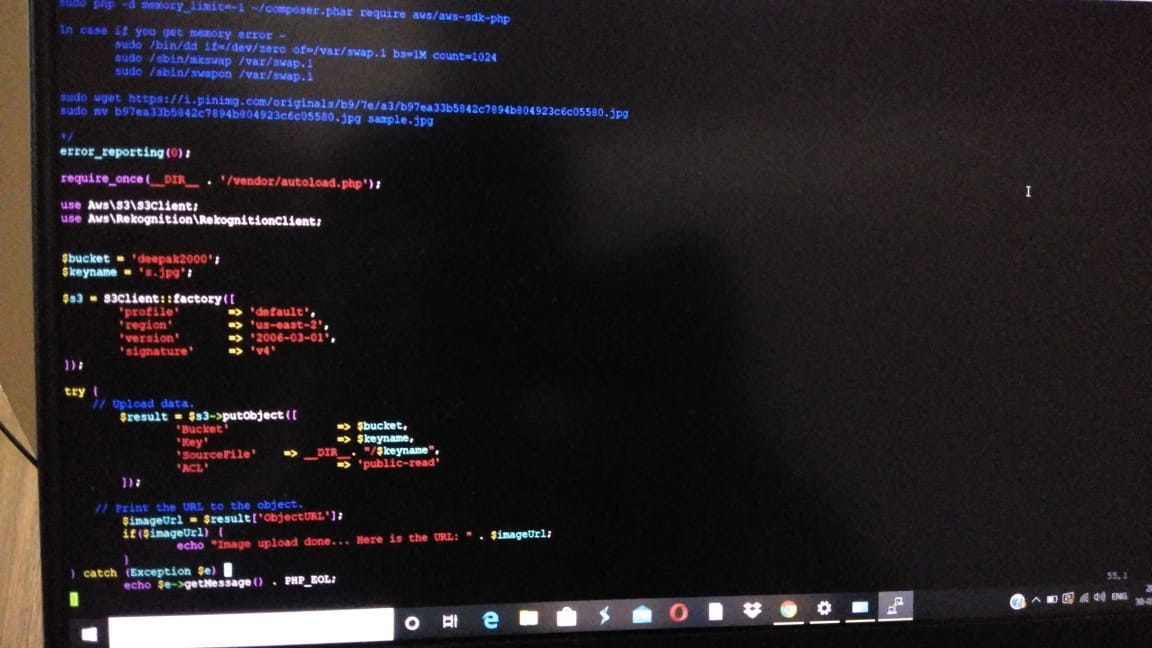 sudo php -d memory_limit=-1 ~/composer.phar require aws/aws-sdk-php
In case if you get memory error -
sudo /bin/dd if=/dev/zero of=/var/swap.1 bs=1M count=1024
sudo /sbin/mkswap /var/swap.1
sudo /sbin/swapon /var/swap.1
sudo wget https://i.pinimg.com/originals/b9/7e/a3/b97ea33b5842c7894b804923c6c05580.jpg
sudo mv b97ea33b5842c7894b804923c6c05580.jpg sample.jpg
*/
error_reporting(0);
require_once(__DIR__ . '/vendor/autoload.php');
use Aws\S3\S3Client;
use Aws\Rekognition\RekognitionClient;
$bucket = 'deepak2000';
$keyname = 's.jpg';
$s3 = S3Client::factory([
'profile' => 'default',
'region' => 'us-east-2',
'version' => '2006-03-01',
'signature' => 'v4'
]);
try {
// Upload data.
$result = $s3->putObject([
'Bucket' => $bucket,
'Key' => $keyname,
'SourceFile' => __DIR__. "/$keyname",
'ACL' => 'public-read'
]);
// Print the URL to the object.
$imageUrl = $result['ObjectURL'];
if($imageUrl) {
echo "Image upload done... Here is the URL: " . $imageUrl;
}
} catch (Exception $e) {
echo $e->getMessage() . PHP_EOL;
}
55,1
ENG